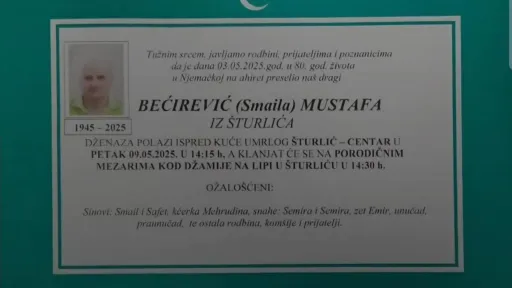 Tužnim srcem, javljamo rodbini, prijateljima i poznanicima
da je dana 03.05.2025.god. u 80. god. života
u Njemačkoj na ahiret preselio naš dragi
BEĆIREVIĆ (Smaila) MUSTAFA
IZ ŠTURLIĆA
1945 – 2025
DŽENAZA POLAZI ISPRED KUĆE UMRLOG ŠTURLIĆ – CENTAR U
PETAK 09.05.2025. U 14:15 h, A KLANJAT ĆE SE NA PORODIČNIM
MEZARIMA KOD DŽAMIJE NA LIPI U ŠTURLIĆU U 14:30 h.
OŽALOŠĆENI:
Sinovi: Smail i Safet, kćerka Mehrudina, snahe: Semira i Semira, zet Emir, unučad,
praunučad, te ostala rodbina, komšije i prijatelji.